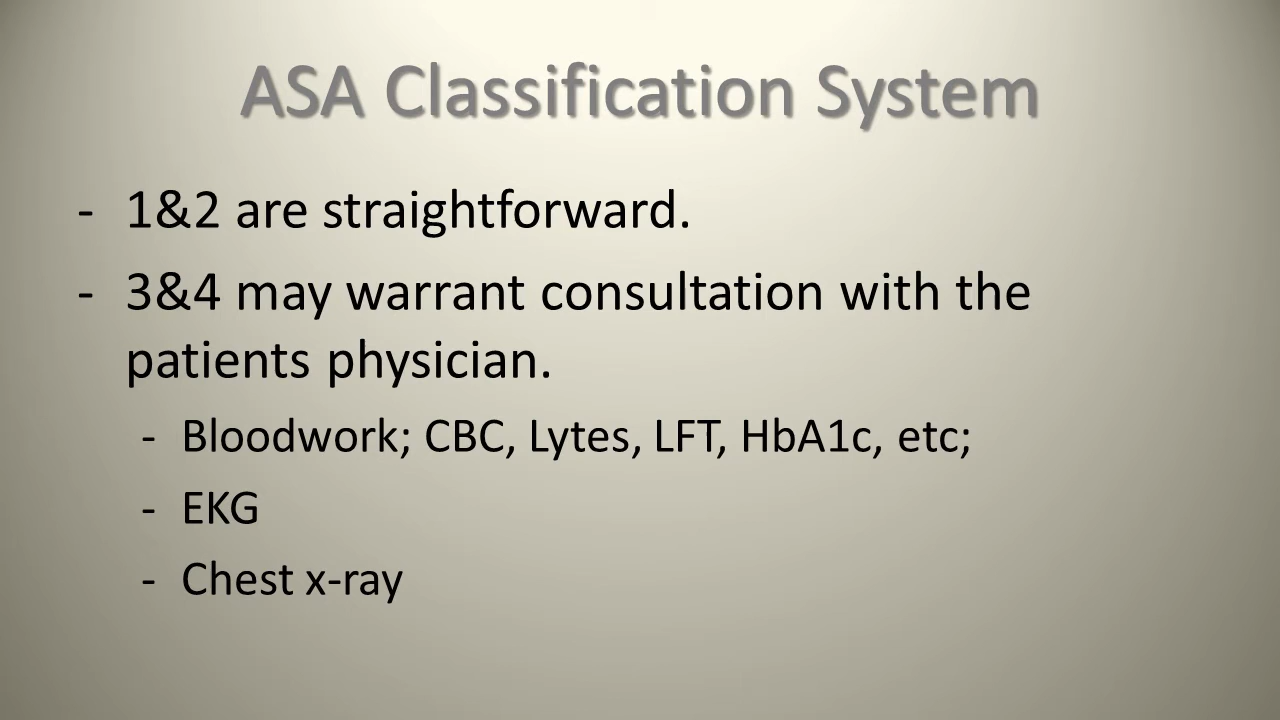 ASA Classification System
- 1&2 are straightforward.
- 3&4 may warrant consultation with the
patients physician.
- Bloodwork; CBC, Lytes, LFT, HbA1c, etc;
- EKG
- Chest x-ray